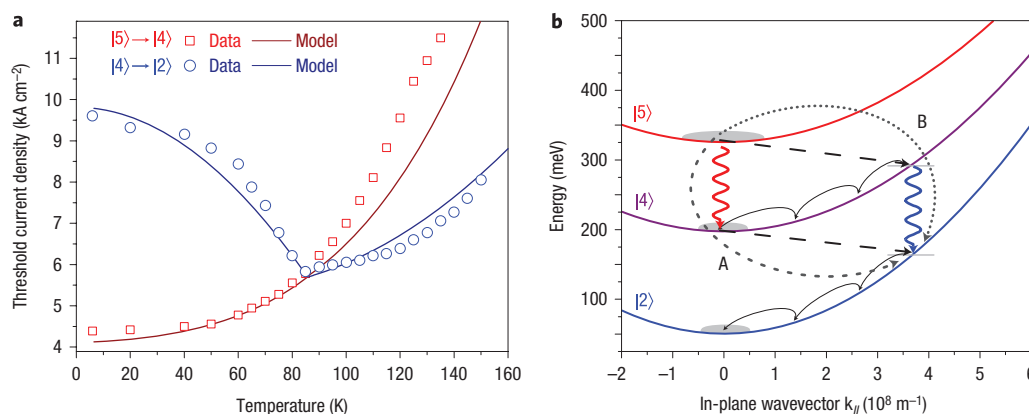 a
|5⟩→|4⟩ Data Model
|4⟩→|2⟩ Data Model
Threshold current density (kA cm⁻²)
11
10
9
8
7
6
5
4
0 20 40 60 80 100 120 140 160
Temperature (K)
b
500
400
300
200
100
Energy (meV)
|5⟩
|4⟩
|2⟩
A
B
−2 −1 0 1 2 3 4 5 6
In-plane wavevector k∥ (10⁸ m⁻¹)